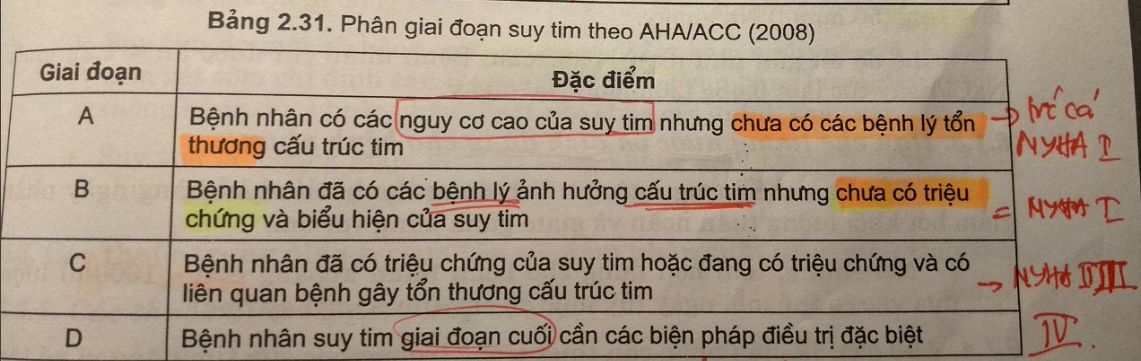 Bảng 2.31. Phân giai đoạn suy tim theo AHA/ACC (2008)
Giai đoạn
Đặc điểm
A
Bệnh nhân có các nguy cơ cao của suy tim nhưng chưa có các bệnh lý tổn
thương cấu trúc tim
NYHA I
B
Bệnh nhân đã có các bệnh lý ảnh hưởng cấu trúc tim nhưng chưa có triệu
chứng và biểu hiện của suy tim
= NYHA I
C
Bệnh nhân đã có triệu chứng của suy tim hoặc đang có triệu chứng và có
liên quan bệnh gây tổn thương cấu trúc tim
→ NYHA II III
D
Bệnh nhân suy tim giai đoạn cuối cần các biện pháp điều trị đặc biệt
IV.